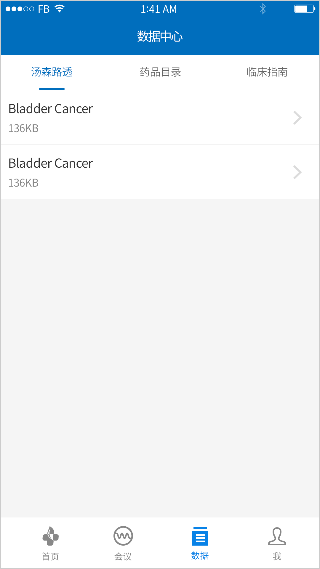 FB 1:41 AM
数据中心
汤森路透 药品目录 临床指南
Bladder Cancer
136KB
Bladder Cancer
136KB
首页 会议 数据 我